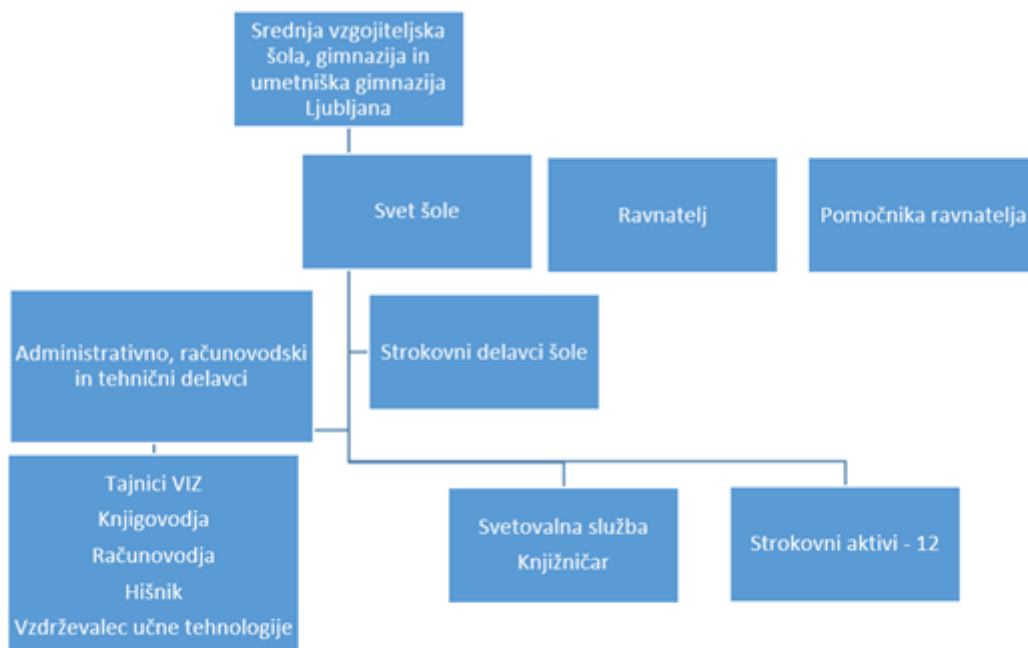 Srednja vzgojiteljska
šola, gimnazija in
umetniška gimnazija
Ljubljana
Svet šole
Ravnatelj
Pomočnika ravnatelja
Administrativno, računovodski
in tehnični delavci
Strokovni delavci šole
Tajnici VIZ
Knjigovodja
Računovodja
Hišnik
Vzdrževalec učne tehnologije
Svetovalna služba
Knjižničar
Strokovni aktivi - 12